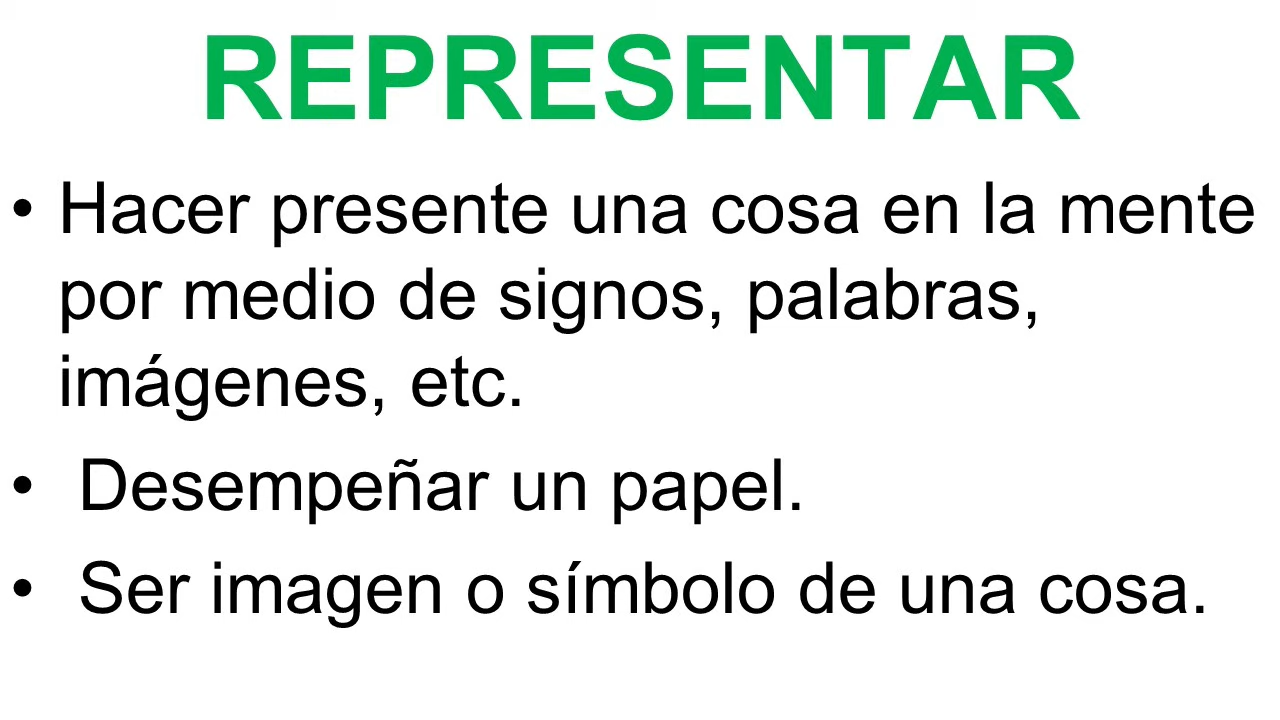 REPRESENTAR
• Hacer presente una cosa en la mente
por medio de signos, palabras,
imágenes, etc.
• Desempeñar un papel.
• Ser imagen o símbolo de una cosa.